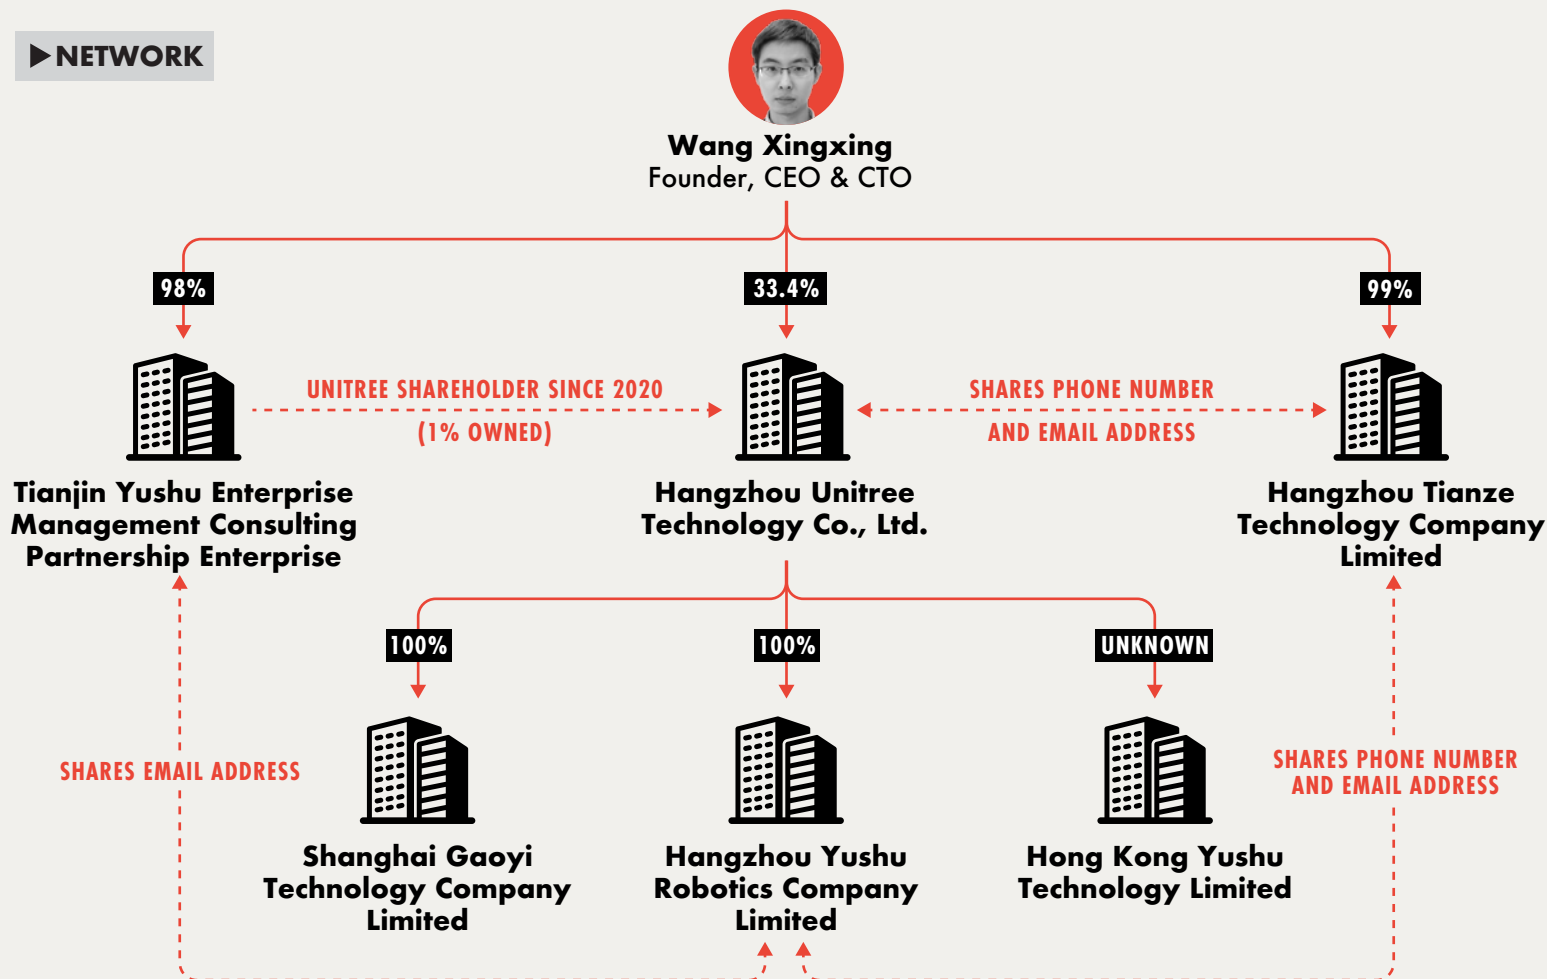 ▶NETWORK
Wang Xingxing
Founder, CEO & CTO
98%
33.4%
99%
UNITREE SHAREHOLDER SINCE 2020
(1% OWNED)
SHARES PHONE NUMBER
AND EMAIL ADDRESS
Tianjin Yushu Enterprise
Management Consulting
Partnership Enterprise
Hangzhou Unitree
Technology Co., Ltd.
Hangzhou Tianze
Technology Company
Limited
100%
100%
UNKNOWN
SHARES EMAIL ADDRESS
SHARES PHONE NUMBER
AND EMAIL ADDRESS
Shanghai Gaoyi
Technology Company
Limited
Hangzhou Yushu
Robotics Company
Limited
Hong Kong Yushu
Technology Limited